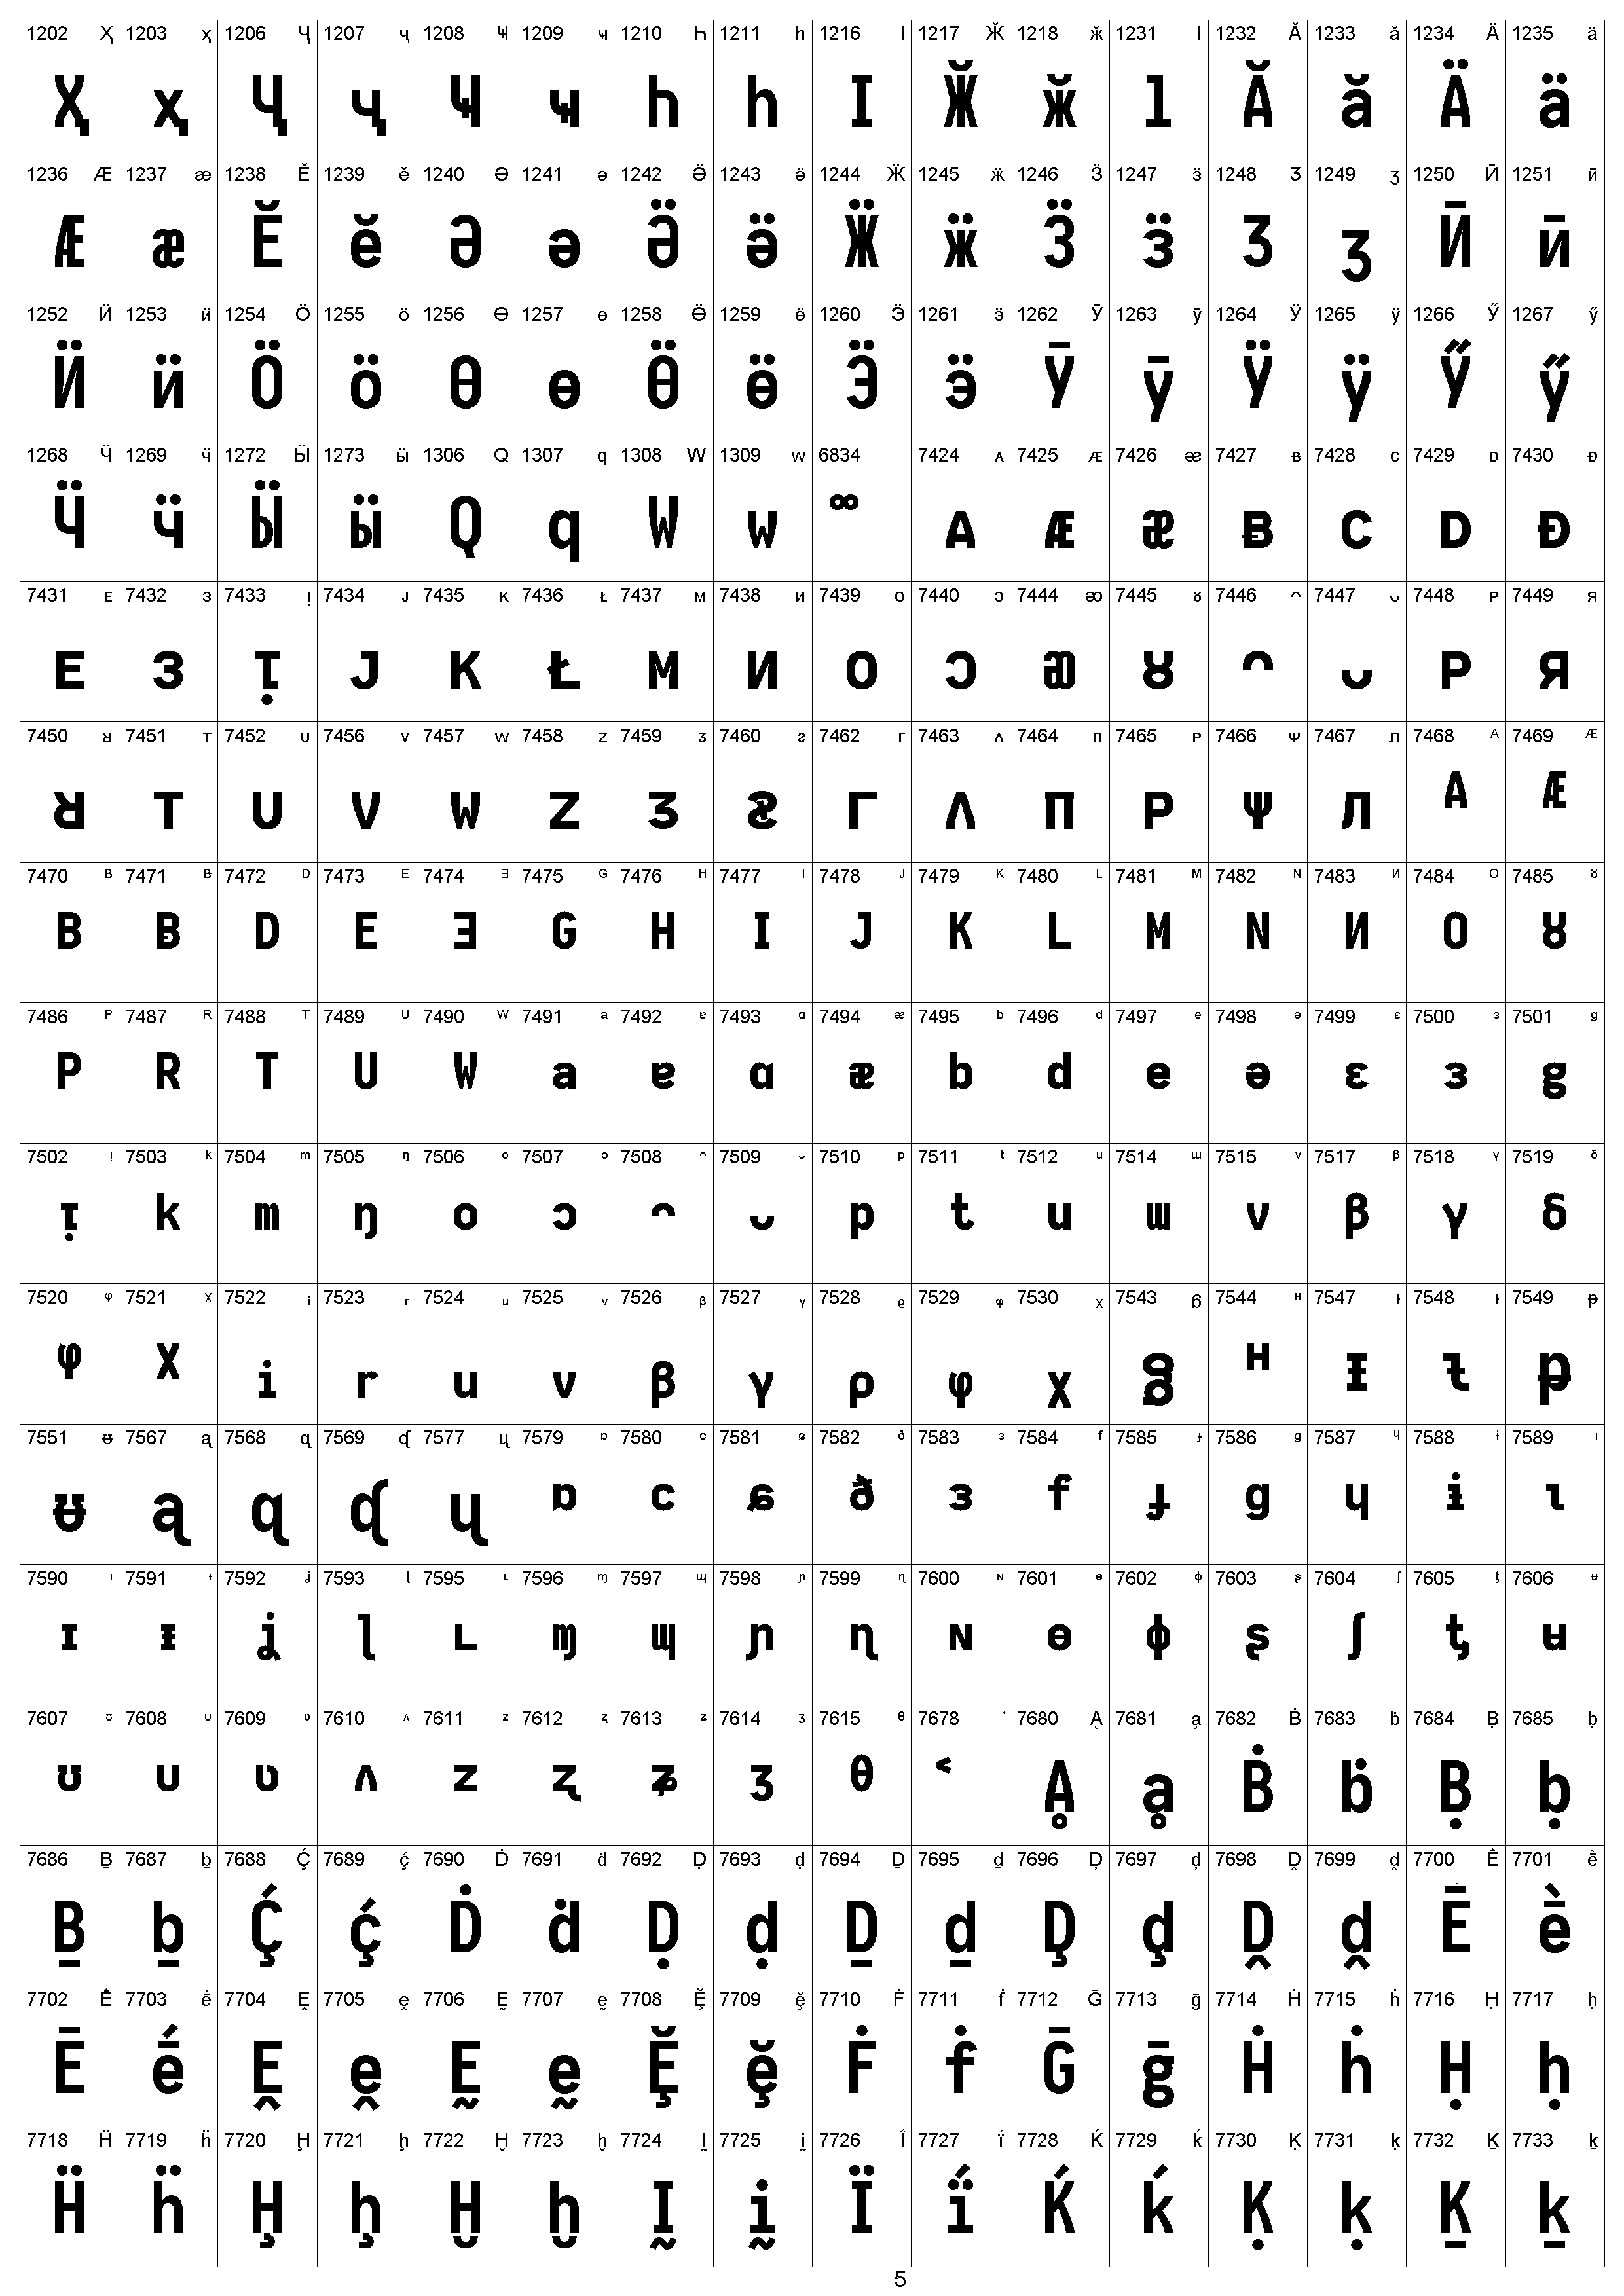 1202 Ҳ 1203 ҳ 1206 Ҷ 1207 ҷ 1208 Ҹ 1209 ҹ 1210 Һ 1211 һ 1216 Ӏ 1217 Ӂ 1218 ӂ 1231 ӏ 1232 Ӑ 1233 ӑ 1234 Ӓ 1235 ӓ
Ҳ ҳ Ҷ ҷ Ҹ ҹ Һ һ Ӏ Ӂ ӂ ӏ Ӑ ӑ Ӓ ӓ
1236 Ӕ 1237 ӕ 1238 Ӗ 1239 ӗ 1240 Ә 1241 ә 1242 Ӛ 1243 ӛ 1244 Ӝ 1245 ӝ 1246 Ӟ 1247 ӟ 1248 Ӡ 1249 ӡ 1250 Ӣ 1251 ӣ
Ӕ ӕ Ӗ ӗ Ә ә Ӛ ӛ Ӝ ӝ Ӟ ӟ Ӡ ӡ Ӣ ӣ
1252 Ӥ 1253 ӥ 1254 Ӧ 1255 ӧ 1256 Ө 1257 ө 1258 Ӫ 1259 ӫ 1260 Ӭ 1261 ӭ 1262 Ӯ 1263 ӯ 1264 Ӱ 1265 ӱ 1266 Ӳ 1267 ӳ
Ӥ ӥ Ӧ ӧ Ө ө Ӫ ӫ Ӭ ӭ Ӯ ӯ Ӱ ӱ Ӳ ӳ
1268 Ӵ 1269 ӵ 1272 Ӹ 1273 ӹ 1306 Ԛ 1307 ԛ 1308 Ԝ 1309 ԝ 6834 7424 ᴀ 7425 ᴁ 7426 ᴂ 7427 ᴃ 7428 ᴄ 7429 ᴅ 7430 ᴆ
Ӵ ӵ Ӹ ӹ Ԛ ԛ Ԝ ԝ ᪲ ᴀ ᴁ ᴂ ᴃ ᴄ ᴅ ᴆ
7431 ᴇ 7432 ᴈ 7433 ᴉ 7434 ᴊ 7435 ᴋ 7436 ᴌ 7437 ᴍ 7438 ᴎ 7439 ᴏ 7440 ᴐ 7444 ᴔ 7445 ᴕ 7446 ᴖ 7447 ᴗ 7448 ᴘ 7449 ᴙ
ᴇ ᴈ ᴉ ᴊ ᴋ ᴌ ᴍ ᴎ ᴏ ᴐ ᴔ ᴕ ᴖ ᴗ ᴘ ᴙ
7450 ᴚ 7451 ᴛ 7452 ᴜ 7456 ᴠ 7457 ᴡ 7458 ᴢ 7459 ᴣ 7460 ᴤ 7462 ᴦ 7463 ᴧ 7464 ᴨ 7465 ᴩ 7466 ᴪ 7467 ᴫ 7468 ᴬ 7469 ᴭ
ᴚ ᴛ ᴜ ᴠ ᴡ ᴢ ᴣ ᴤ ᴦ ᴧ ᴨ ᴩ ᴪ ᴫ ᴬ ᴭ
7470 ᴮ 7471 ᴯ 7472 ᴰ 7473 ᴱ 7474 ᴲ 7475 ᴳ 7476 ᴴ 7477 ᴵ 7478 ᴶ 7479 ᴷ 7480 ᴸ 7481 ᴹ 7482 ᴺ 7483 ᴻ 7484 ᴼ 7485 ᴽ
ᴮ ᴯ ᴰ ᴱ ᴲ ᴳ ᴴ ᴵ ᴶ ᴷ ᴸ ᴹ ᴺ ᴻ ᴼ ᴽ
7486 ᴾ 7487 ᴿ 7488 ᵀ 7489 ᵁ 7490 ᵂ 7491 ᵃ 7492 ᵄ 7493 ᵅ 7494 ᵆ 7495 ᵇ 7496 ᵈ 7497 ᵉ 7498 ᵊ 7499 ᵋ 7500 ᵌ 7501 ᵍ
ᴾ ᴿ ᵀ ᵁ ᵂ ᵃ ᵄ ᵅ ᵆ ᵇ ᵈ ᵉ ᵊ ᵋ ᵌ ᵍ
7502 ᵎ 7503 ᵏ 7504 ᵐ 7505 ᵑ 7506 ᵒ 7507 ᵓ 7508 ᵔ 7509 ᵕ 7510 ᵖ 7511 ᵗ 7512 ᵘ 7514 ᵚ 7515 ᵛ 7517 ᵝ 7518 ᵞ 7519 ᵟ
ᵎ ᵏ ᵐ ᵑ ᵒ ᵓ ᵔ ᵕ ᵖ ᵗ ᵘ ᵚ ᵛ ᵝ ᵞ ᵟ
7520 ᵠ 7521 ᵡ 7522 ᵢ 7523 ᵣ 7524 ᵤ 7525 ᵥ 7526 ᵦ 7527 ᵧ 7528 ᵨ 7529 ᵩ 7530 ᵪ 7543 ᵷ 7544 ᵸ 7547 ᵻ 7548 ᵼ 7549 ᵽ
ᵠ ᵡ ᵢ ᵣ ᵤ ᵥ ᵦ ᵧ ᵨ ᵩ ᵪ ᵷ ᵸ ᵻ ᵼ ᵽ
7551 ᵿ 7567 ᶏ 7568 ᶐ 7569 ᶑ 7577 ᶙ 7579 ᶛ 7580 ᶜ 7581 ᶝ 7582 ᶞ 7583 ᶟ 7584 ᶠ 7585 ᶡ 7586 ᶢ 7587 ᶣ 7588 ᶤ 7589 ᶥ
ᵿ ᶏ ᶐ ᶑ ᶙ ᶛ ᶜ ᶝ ᶞ ᶟ ᶠ ᶡ ᶢ ᶣ ᶤ ᶥ
7590 ᶦ 7591 ᶧ 7592 ᶨ 7593 ᶩ 7595 ᶫ 7596 ᶬ 7597 ᶭ 7598 ᶮ 7599 ᶯ 7600 ᶰ 7601 ᶱ 7602 ᶲ 7603 ᶳ 7604 ᶴ 7605 ᶵ 7606 ᶶ
ᶦ ᶧ ᶨ ᶩ ᶫ ᶬ ᶭ ᶮ ᶯ ᶰ ᶱ ᶲ ᶳ ᶴ ᶵ ᶶ
7607 ᶷ 7608 ᶸ 7609 ᶹ 7610 ᶺ 7611 ᶻ 7612 ᶼ 7613 ᶽ 7614 ᶾ 7615 ᶿ 7678 ᷾ 7680 Ḁ 7681 ḁ 7682 Ḃ 7683 ḃ 7684 Ḅ 7685 ḅ
ᶷ ᶸ ᶹ ᶺ ᶻ ᶼ ᶽ ᶾ ᶿ ᷾ Ḁ ḁ Ḃ ḃ Ḅ ḅ
7686 Ḇ 7687 ḇ 7688 Ḉ 7689 ḉ 7690 Ḋ 7691 ḋ 7692 Ḍ 7693 ḍ 7694 Ḏ 7695 ḏ 7696 Ḑ 7697 ḑ 7698 Ḓ 7699 ḓ 7700 Ḕ 7701 ḕ
Ḇ ḇ Ḉ ḉ Ḋ ḋ Ḍ ḍ Ḏ ḏ Ḑ ḑ Ḓ ḓ Ḕ ḕ
7702 Ḗ 7703 ḗ 7704 Ḙ 7705 ḙ 7706 Ḛ 7707 ḛ 7708 Ḝ 7709 ḝ 7710 Ḟ 7711 ḟ 7712 Ḡ 7713 ḡ 7714 Ḣ 7715 ḣ 7716 Ḥ 7717 ḥ
Ḗ ḗ Ḙ ḙ Ḛ ḛ Ḝ ḝ Ḟ ḟ Ḡ ḡ Ḣ ḣ Ḥ ḥ
7718 Ḧ 7719 ḧ 7720 Ḩ 7721 ḩ 7722 Ḫ 7723 ḫ 7724 Ḭ 7725 ḭ 7726 Ḯ 7727 ḯ 7728 Ḱ 7729 ḱ 7730 Ḳ 7731 ḳ 7732 Ḵ 7733 ḵ
Ḧ ḧ Ḩ ḩ Ḫ ḫ Ḭ ḭ Ḯ ḯ Ḱ ḱ Ḳ ḳ Ḵ ḵ
5